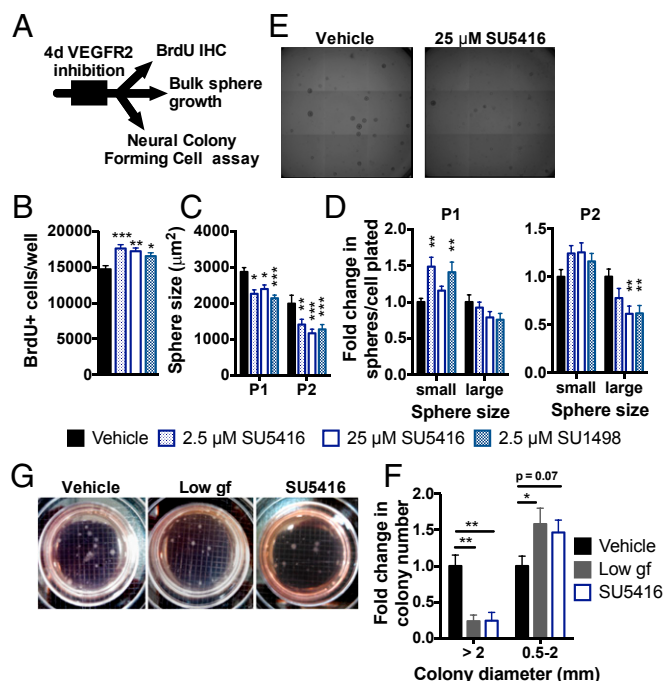 A
4d VEGFR2
inhibition
BrdU IHC
Bulk sphere
growth
Neural Colony
Forming Cell assay
E
Vehicle
25 µM SU5416
B
BrdU+ cells/well
20000
15000
10000
5000
0
***
**
*
C
Sphere size (µm²)
4000
3000
2000
1000
0
*
*
***
**
***
***
P1
P2
D
Fold change in
spheres/cell plated
P1
2.0
1.5
1.0
0.5
0.0
**
**
small
large
Sphere size
P2
1.5
1.0
0.5
0.0
**
**
small
large
Sphere size
Vehicle
2.5 µM SU5416
25 µM SU5416
2.5 µM SU1498
G
Vehicle
Low gf
SU5416
F
Fold change in
colony number
2.0
1.5
1.0
0.5
0.0
**
**
p = 0.07
*
> 2
0.5-2
Colony diameter (mm)
Vehicle
Low gf
SU5416